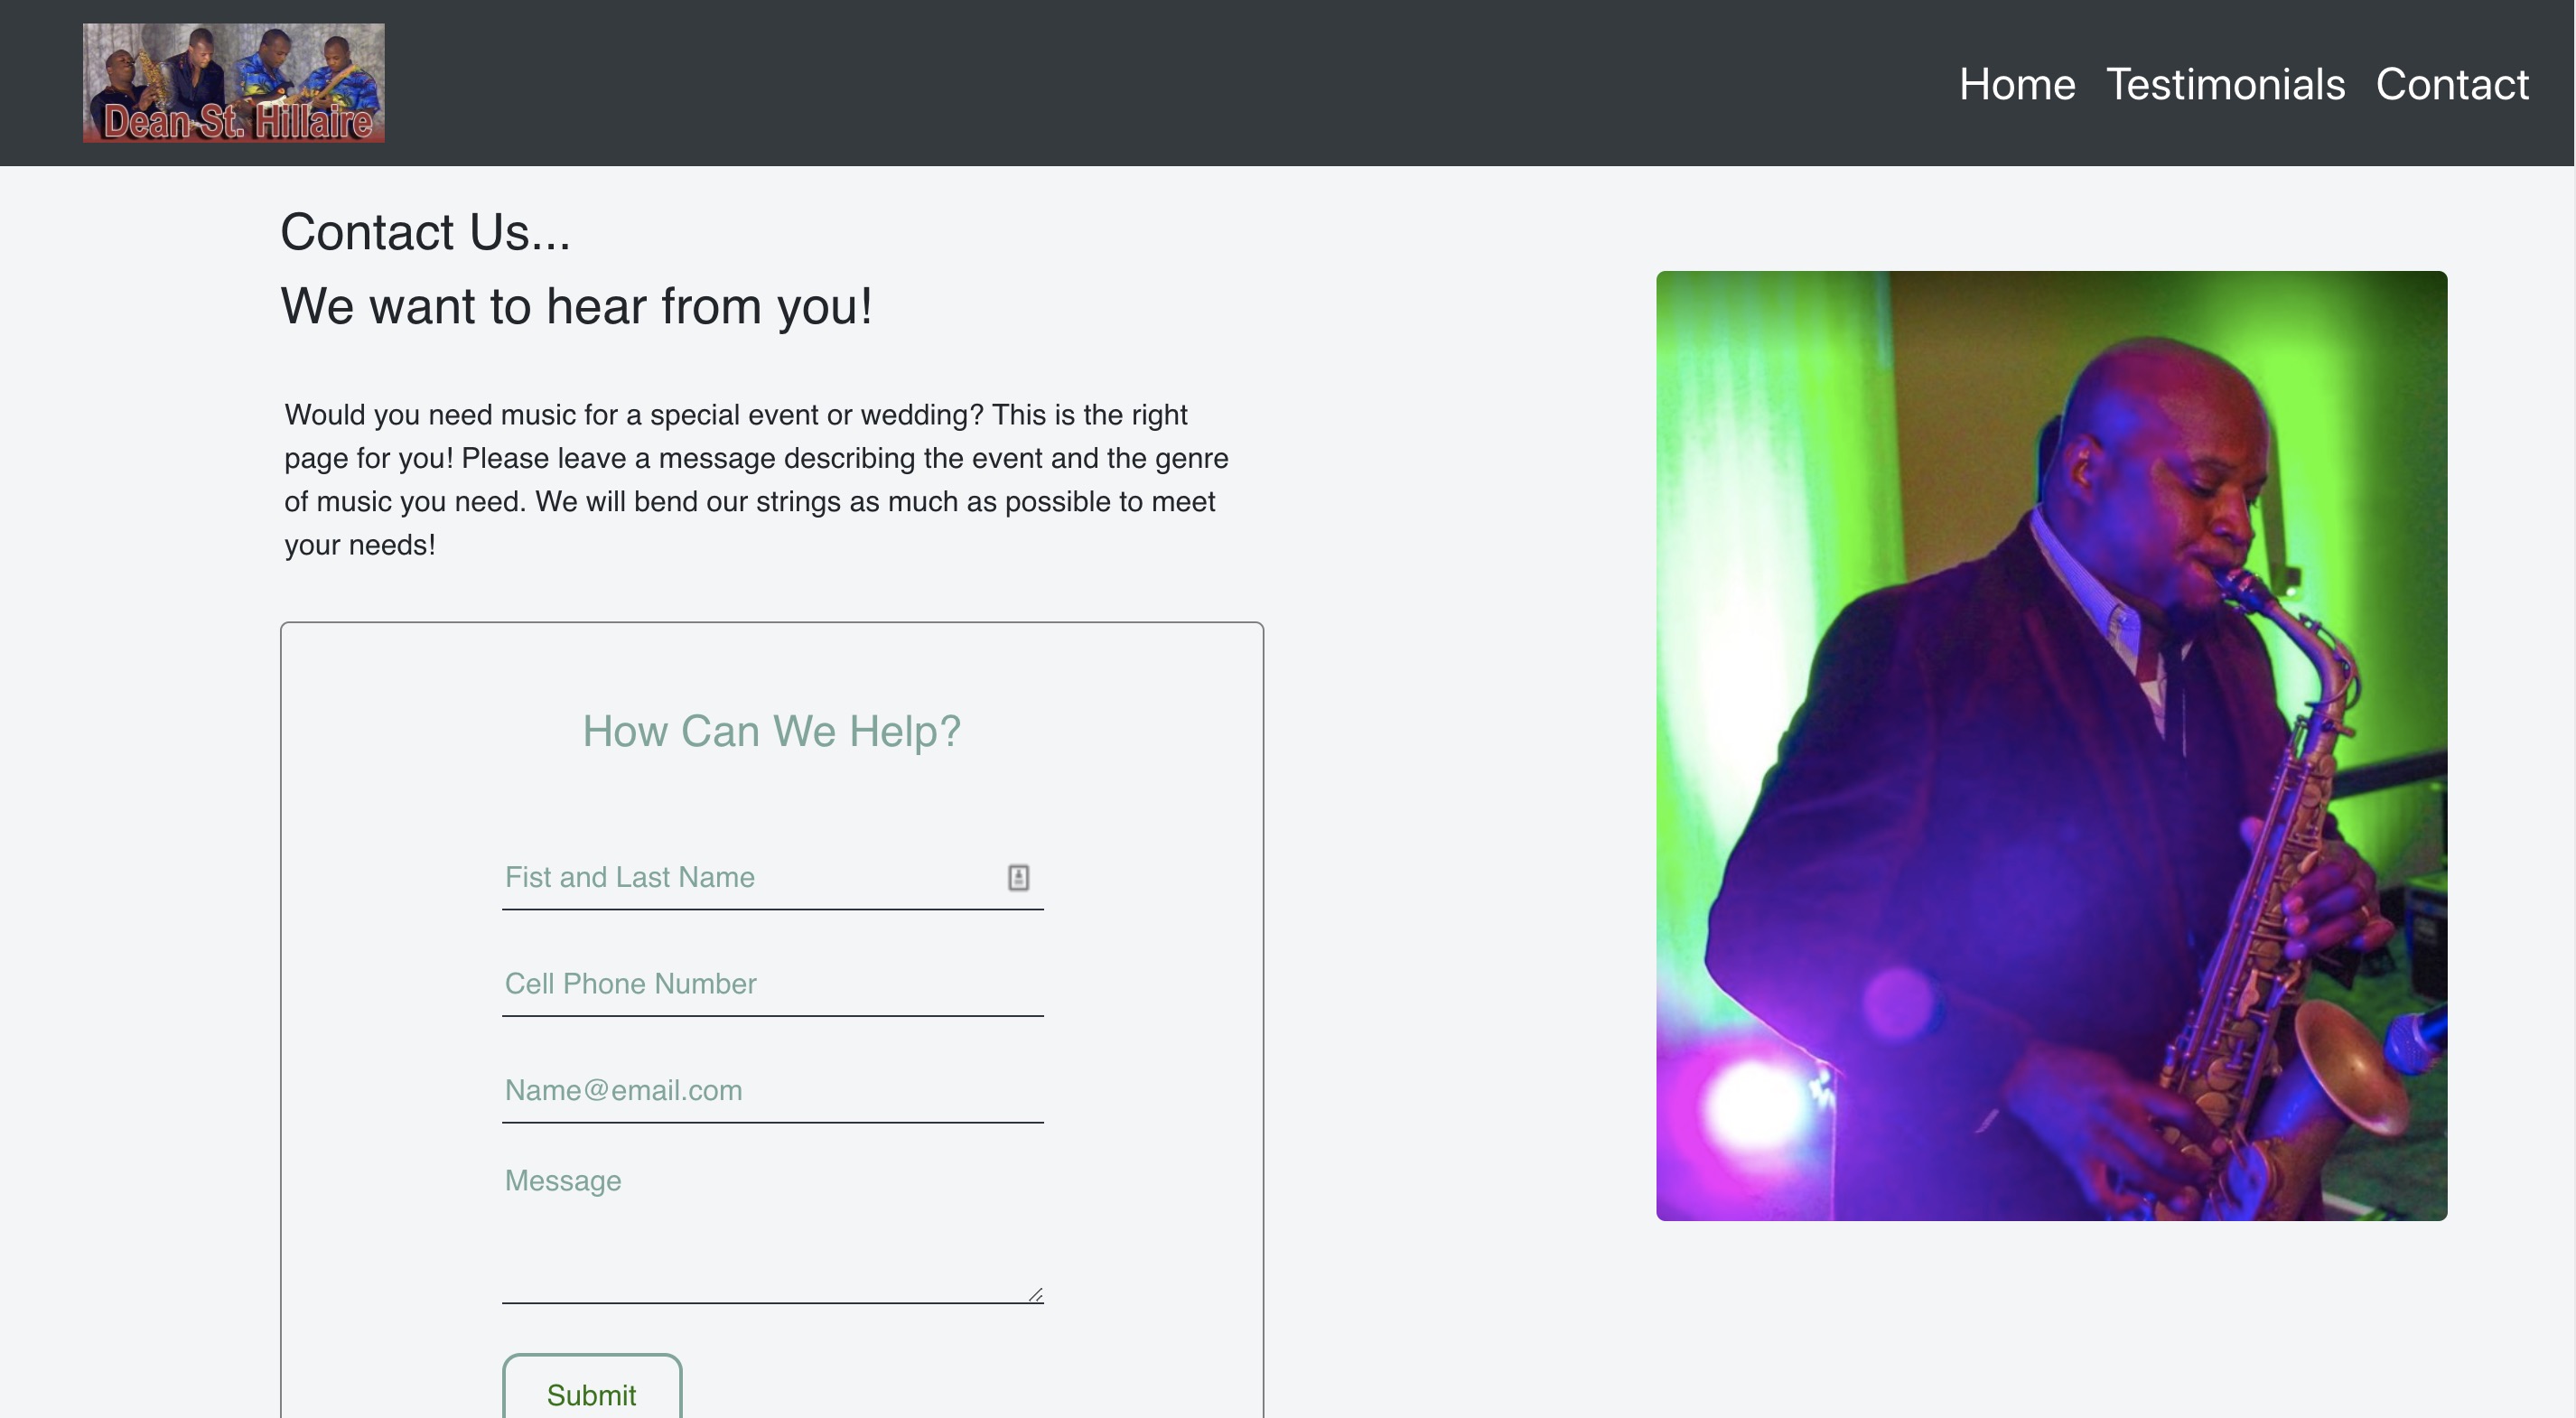 Dean St. Hillaire
Home Testimonials Contact
Contact Us...
We want to hear from you!
Would you need music for a special event or wedding? This is the right
page for you! Please leave a message describing the event and the genre
of music you need. We will bend our strings as much as possible to meet
your needs!
How Can We Help?
Fist and Last Name
Cell Phone Number
Name@email.com
Message
Submit